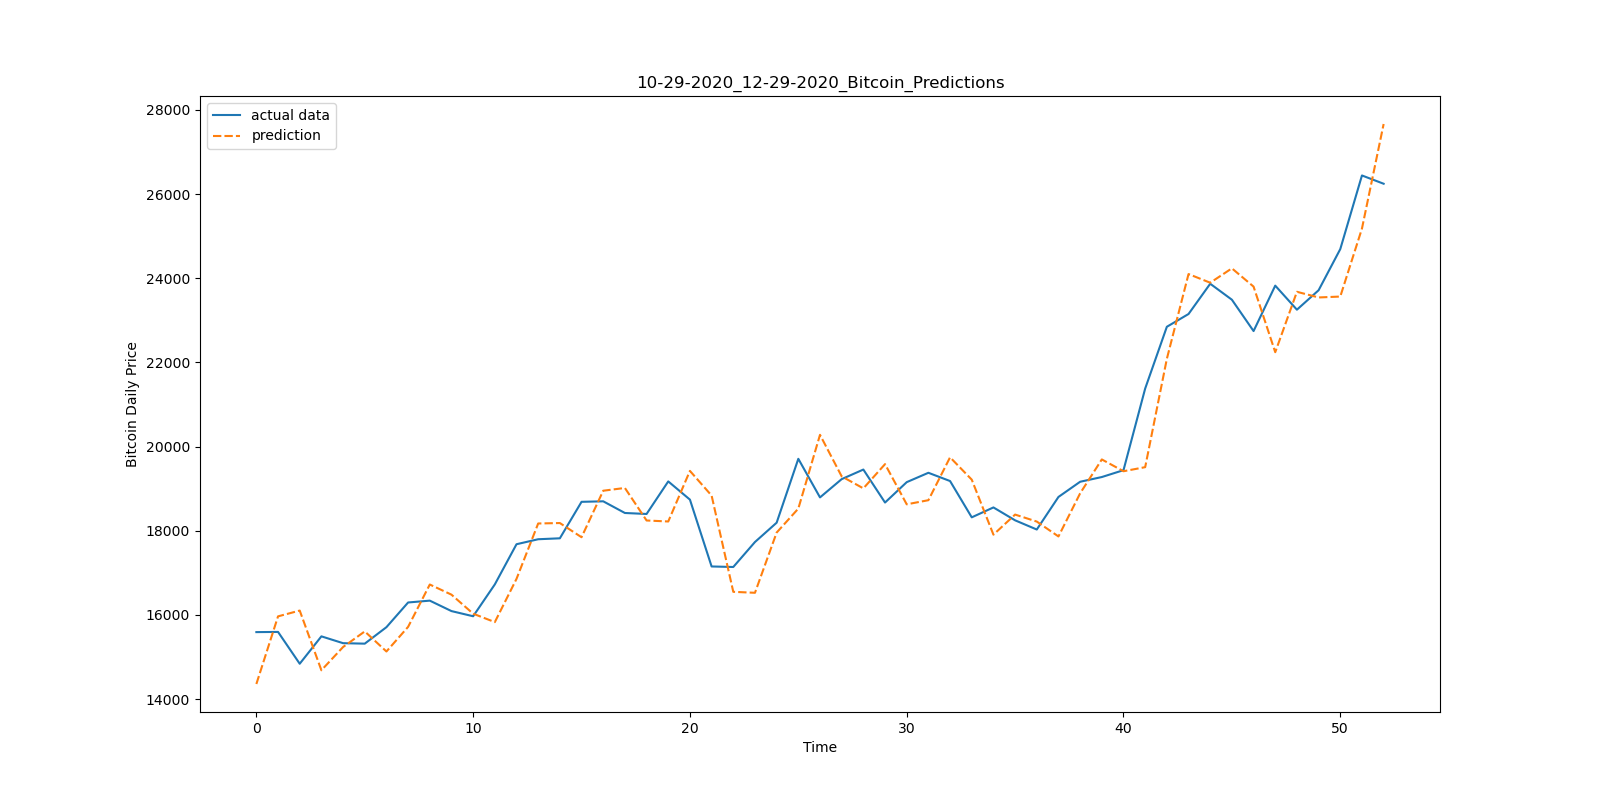 10-29-2020_12-29-2020_Bitcoin_Predictions
actual data
prediction
28000
26000
24000
22000
20000
18000
16000
14000
Bitcoin Daily Price
0 10 20 30 40 50
Time